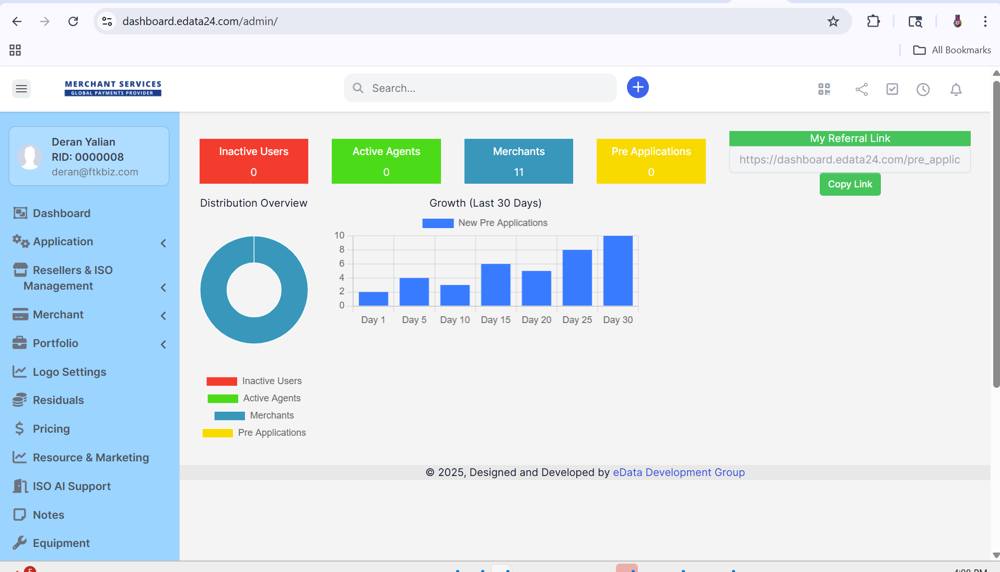 dashboard.edata24.com/admin/
All Bookmarks
MERCHANT SERVICES
GLOBAL PAYMENTS PROVIDER
Search...
Deran Yalian
RID: 0000008
deran@ftkbiz.com
Dashboard
Application
Resellers & ISO
Management
Merchant
Portfolio
Logo Settings
Residuals
Pricing
Resource & Marketing
ISO AI Support
Notes
Equipment
Inactive Users
0
Active Agents
0
Merchants
11
Pre Applications
0
My Referral Link
https://dashboard.edata24.com/pre_applic
Copy Link
Distribution Overview
Inactive Users
Active Agents
Merchants
Pre Applications
Growth (Last 30 Days)
New Pre Applications
10
8
6
4
2
0
Day 1 Day 5 Day 10 Day 15 Day 20 Day 25 Day 30
© 2025, Designed and Developed by eData Development Group
4:08 PM